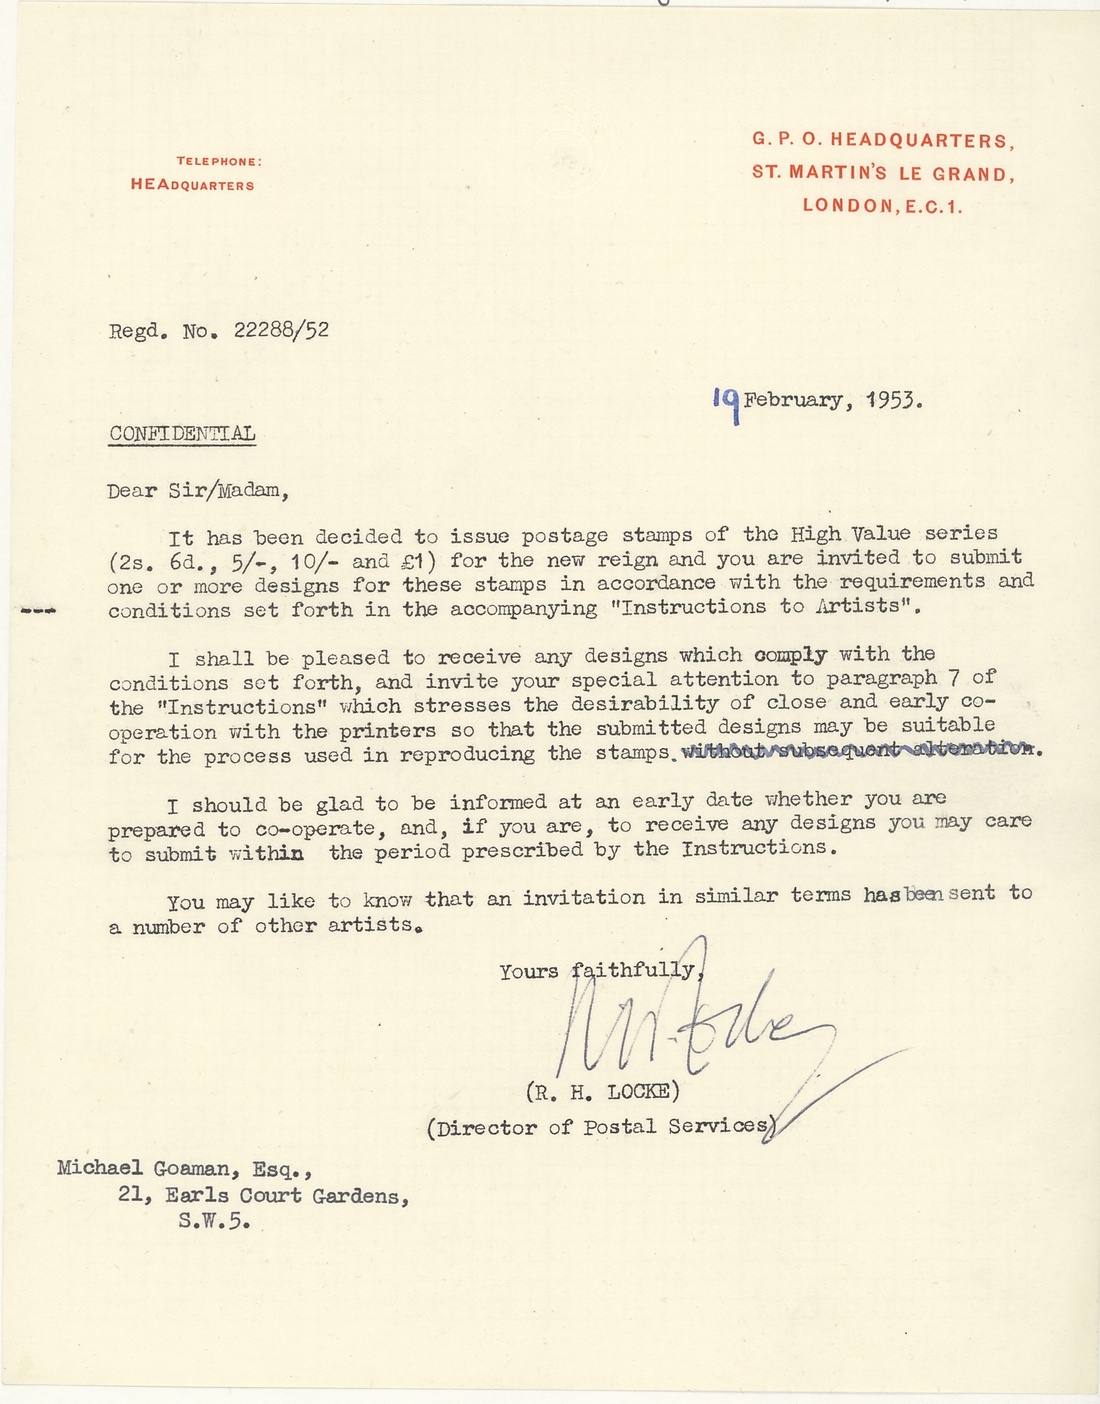 G. P. O. HEADQUARTERS,
ST. MARTIN'S LE GRAND,
LONDON, E.C.1.
TELEPHONE:
HEADQUARTERS
Regd. No. 22288/52
19 February, 1953.
CONFIDENTIAL
Dear Sir/Madam,
It has been decided to issue postage stamps of the High Value series
(2s. 6d., 5/-, 10/- and £1) for the new reign and you are invited to submit
one or more designs for these stamps in accordance with the requirements and
--- conditions set forth in the accompanying "Instructions to Artists".
I shall be pleased to receive any designs which comply with the
conditions set forth, and invite your special attention to paragraph 7 of
the "Instructions" which stresses the desirability of close and early co-
operation with the printers so that the submitted designs may be suitable
for the process used in reproducing the stamps. without subsequent alteration.
I should be glad to be informed at an early date whether you are
prepared to co-operate, and, if you are, to receive any designs you may care
to submit within the period prescribed by the Instructions.
You may like to know that an invitation in similar terms has been sent to
a number of other artists.
Yours faithfully,
(R. H. LOCKE)
(Director of Postal Services)
Michael Goaman, Esq.,
21, Earls Court Gardens,
S.W.5.